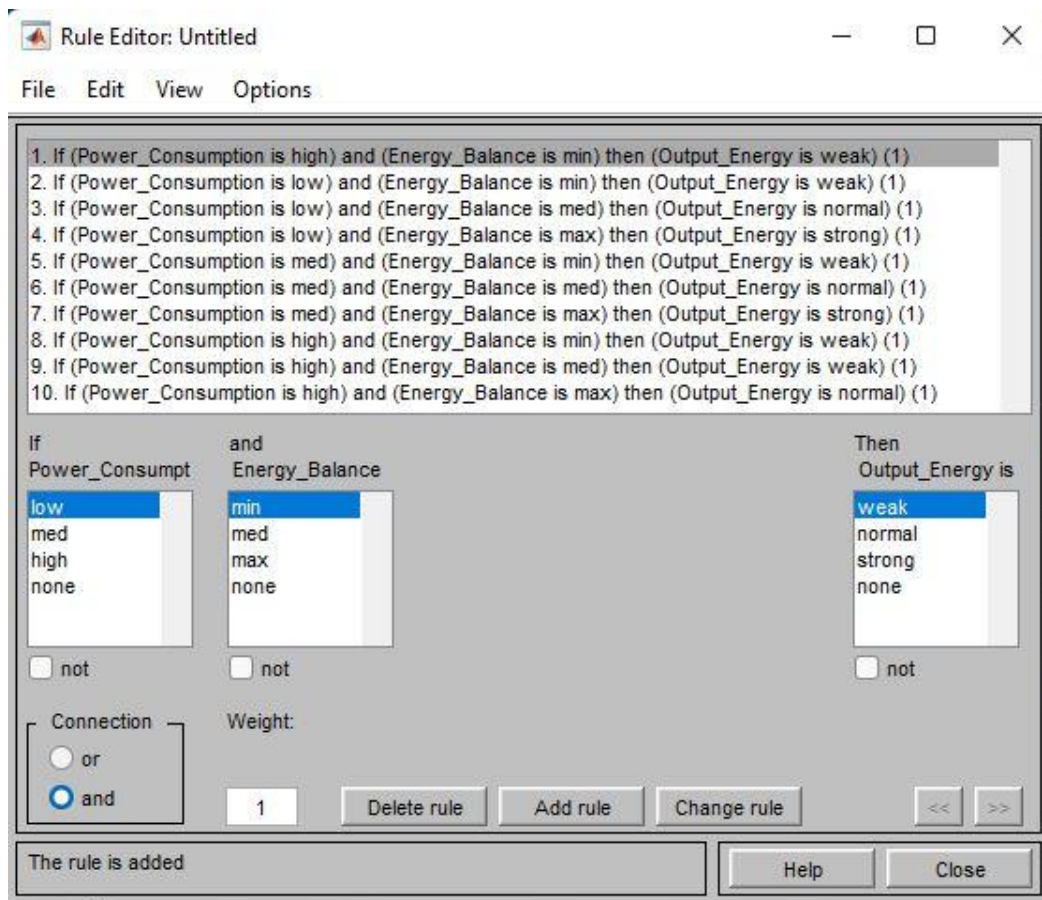 Rule Editor: Untitled
File Edit View Options
1. If (Power_Consumption is high) and (Energy_Balance is min) then (Output_Energy is weak) (1)
2. If (Power_Consumption is low) and (Energy_Balance is min) then (Output_Energy is weak) (1)
3. If (Power_Consumption is low) and (Energy_Balance is med) then (Output_Energy is normal) (1)
4. If (Power_Consumption is low) and (Energy_Balance is max) then (Output_Energy is strong) (1)
5. If (Power_Consumption is med) and (Energy_Balance is min) then (Output_Energy is weak) (1)
6. If (Power_Consumption is med) and (Energy_Balance is med) then (Output_Energy is normal) (1)
7. If (Power_Consumption is med) and (Energy_Balance is max) then (Output_Energy is strong) (1)
8. If (Power_Consumption is high) and (Energy_Balance is min) then (Output_Energy is weak) (1)
9. If (Power_Consumption is high) and (Energy_Balance is med) then (Output_Energy is weak) (1)
10. If (Power_Consumption is high) and (Energy_Balance is max) then (Output_Energy is normal) (1)
If
Power_Consumpt
low
med
high
none
not
and
Energy_Balance
min
med
max
none
not
Then
Output_Energy is
weak
normal
strong
none
not
Connection
or
and
Weight:
1
Delete rule
Add rule
Change rule
<<
>>
The rule is added
Help
Close